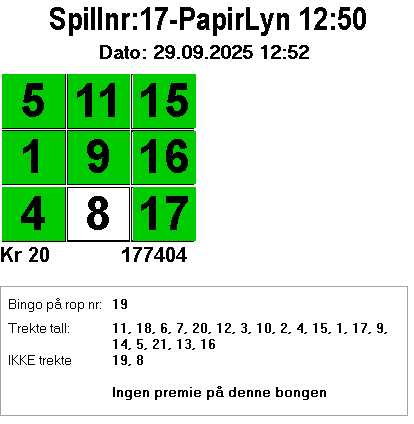 Spillnr:17-PapirLyn 12:50
Dato: 29.09.2025 12:52
5 11 15
1 9 16
4 8 17
Kr 20 177404
Bingo på rop nr: 19
Trekte tall: 11, 18, 6, 7, 20, 12, 3, 10, 2, 4, 15, 1, 17, 9,
14, 5, 21, 13, 16
IKKE trekte 19, 8
Ingen premie på denne bongen